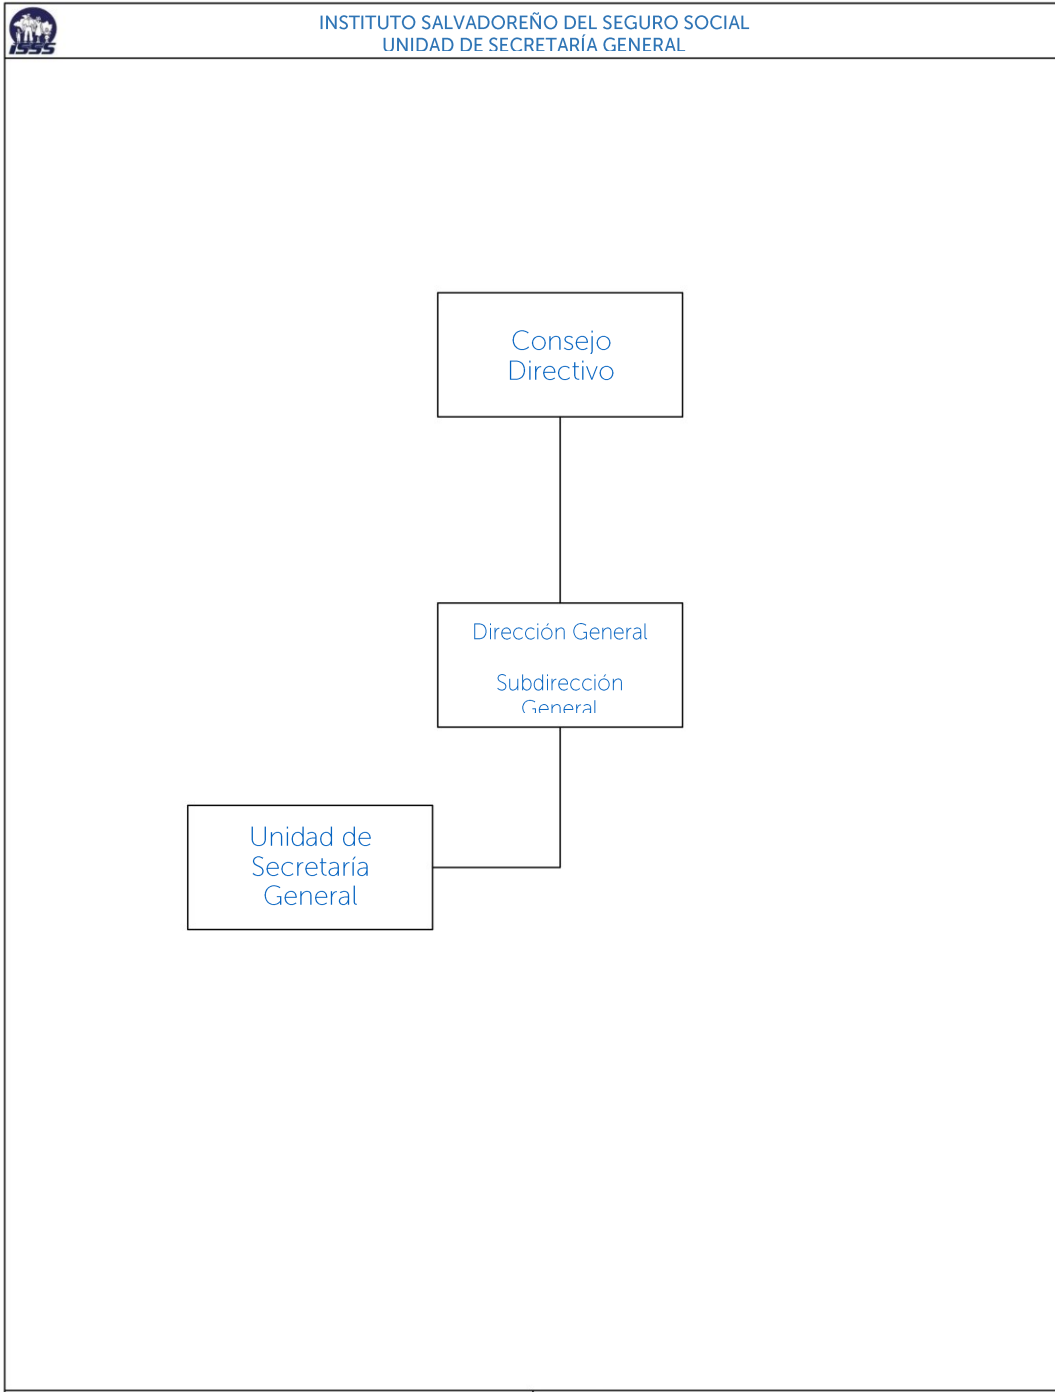 ISSS
INSTITUTO SALVADOREÑO DEL SEGURO SOCIAL
UNIDAD DE SECRETARÍA GENERAL
Consejo
Directivo
Dirección General
Subdirección
General
Unidad de
Secretaría
General